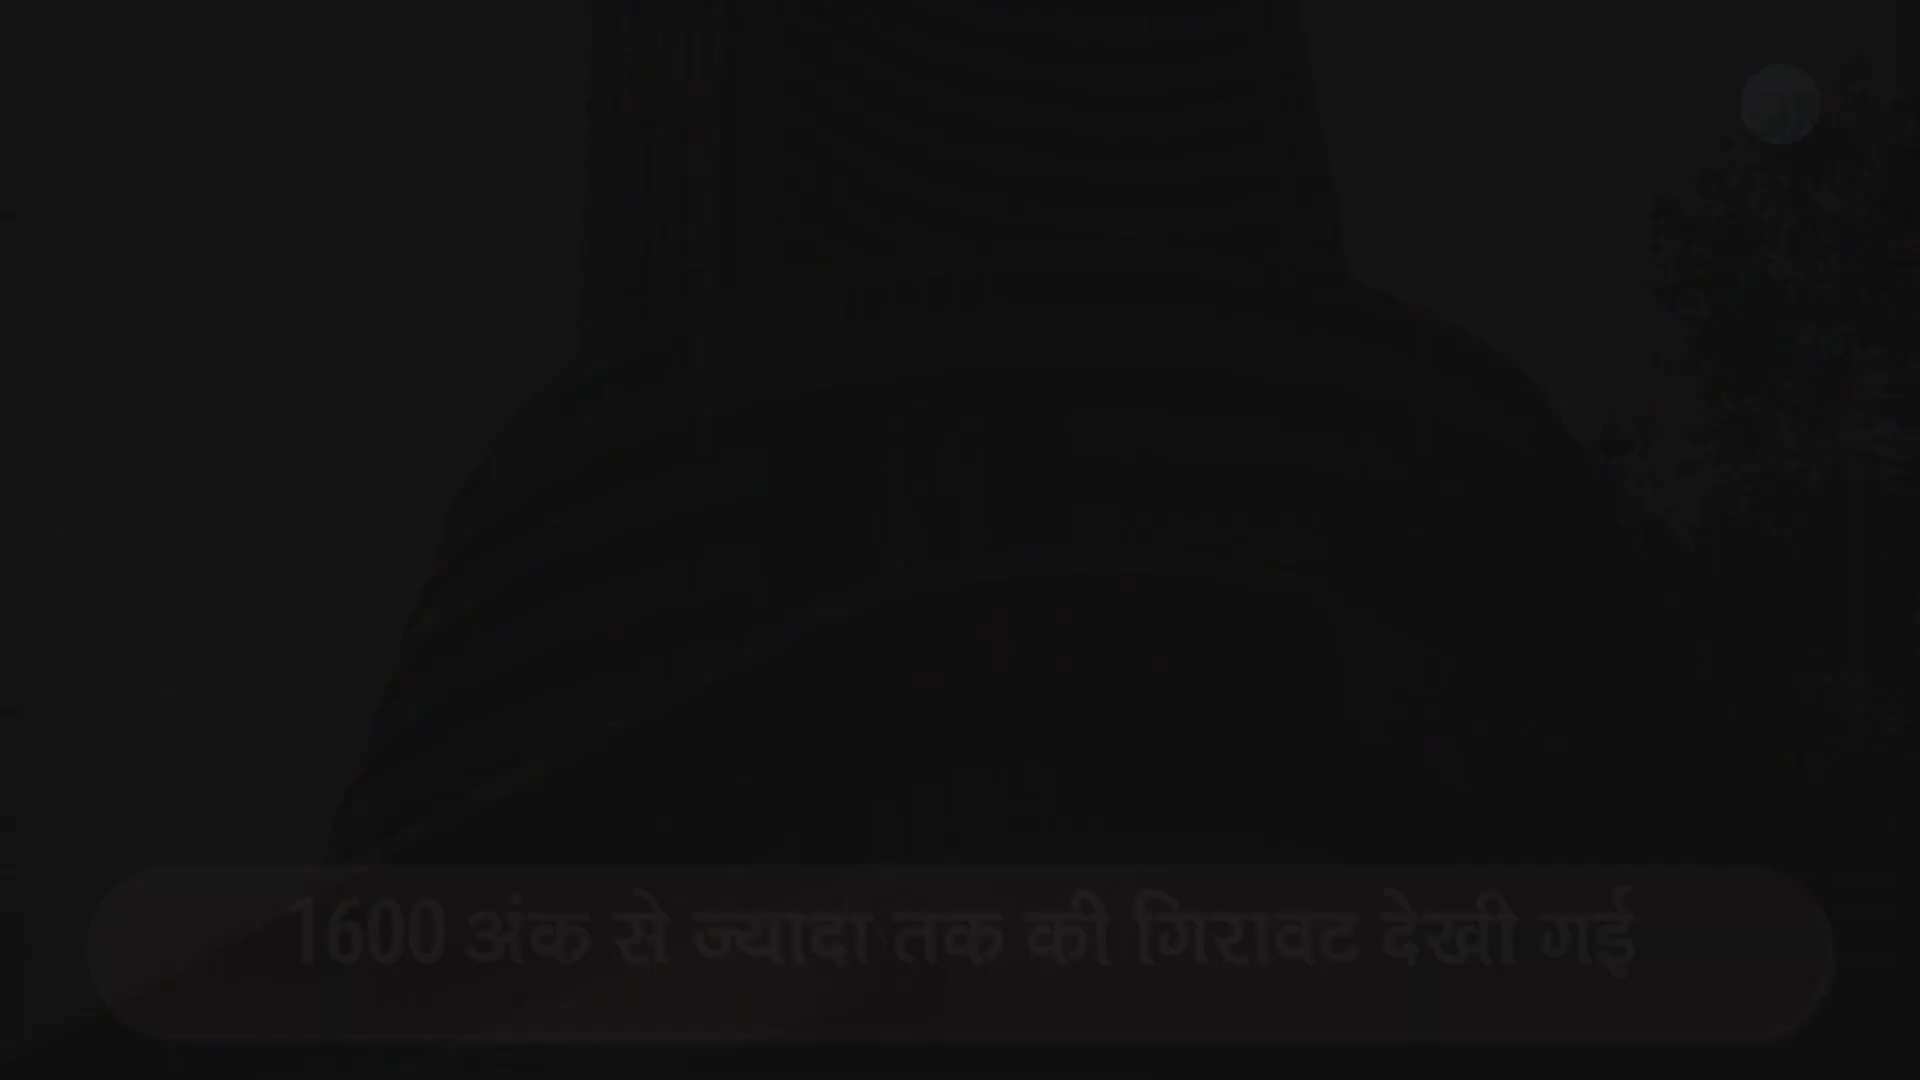 1600 अंक से ज्यादा तक की गिरावट देखी गई